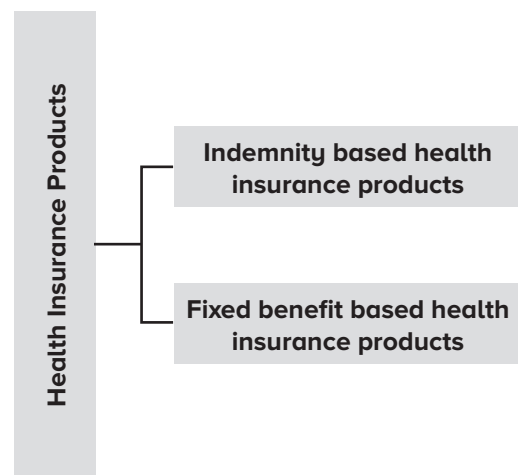 Health Insurance Products
Indemnity based health
insurance products
Fixed benefit based health
insurance products